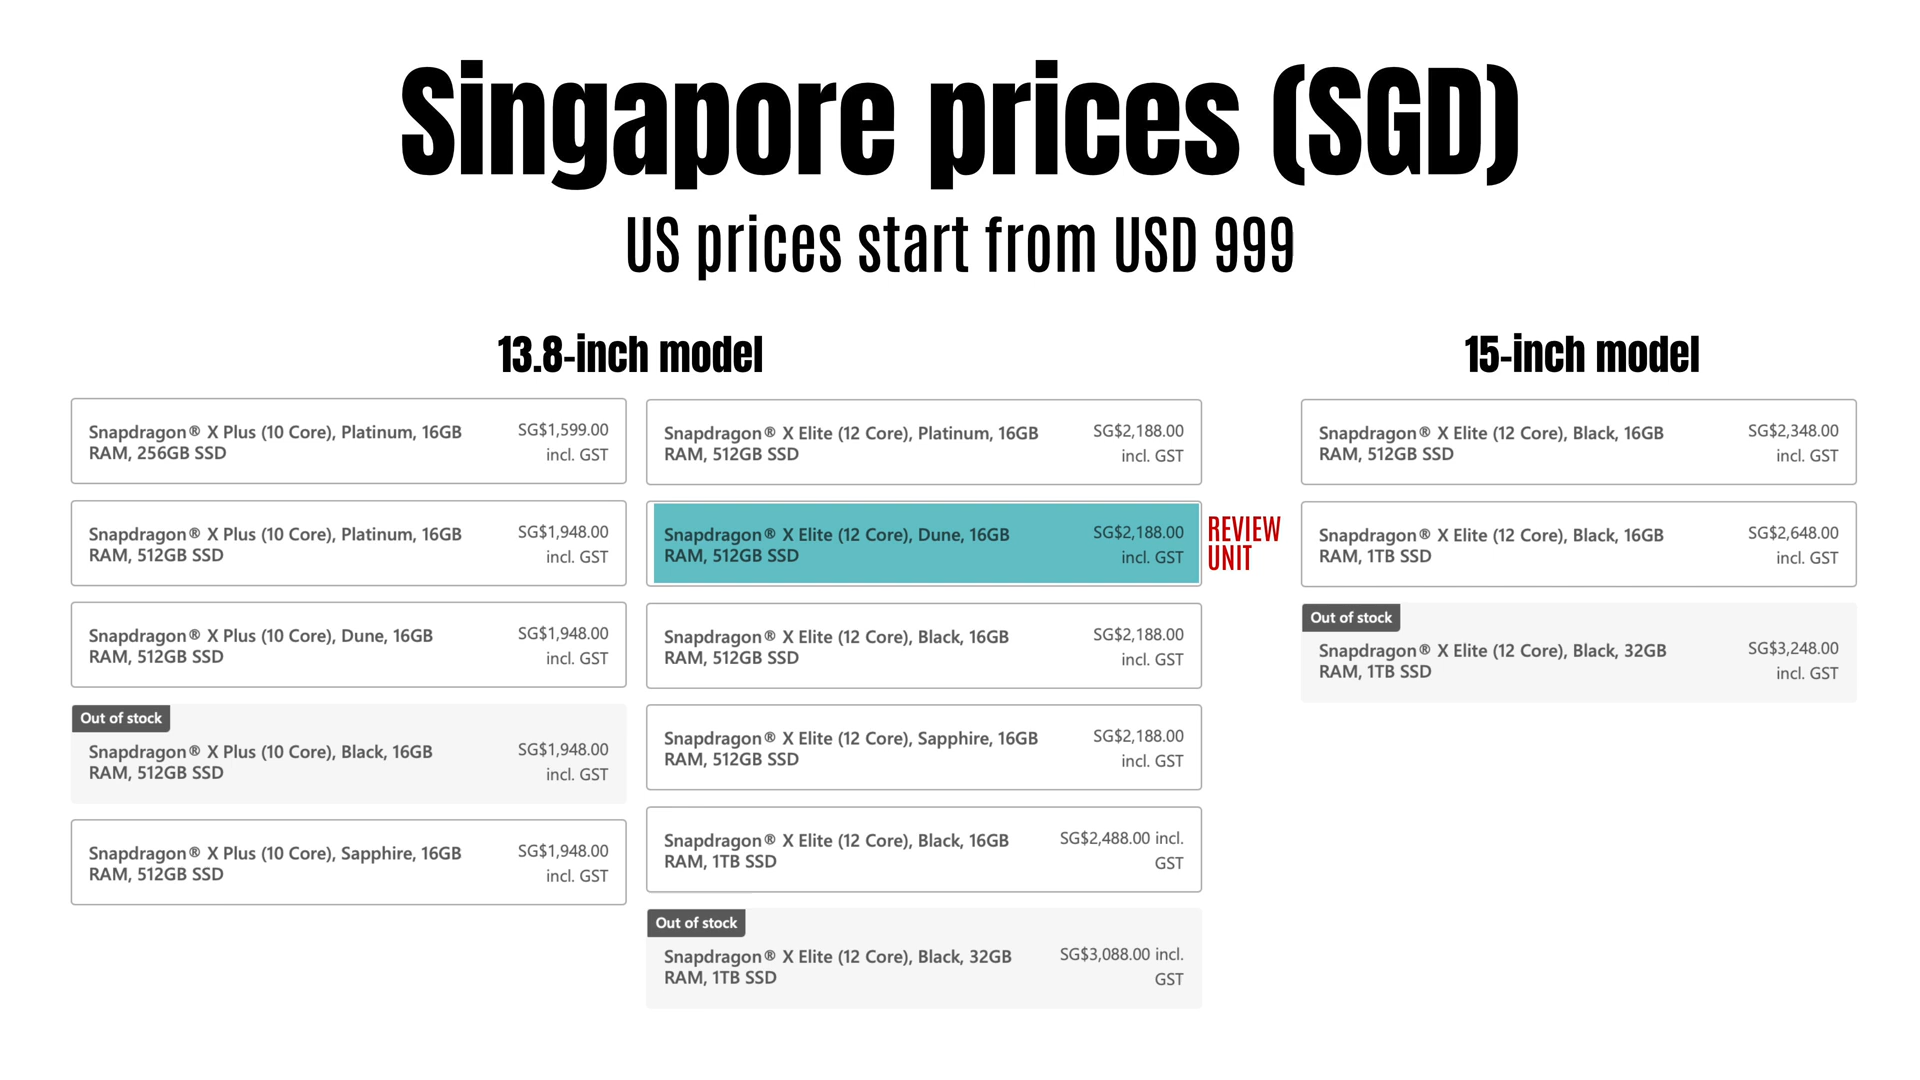 Singapore prices (SGD)
US prices start from USD 999
13.8-inch model
Snapdragon® X Plus (10 Core), Platinum, 16GB
RAM, 256GB SSD
SG$1,599.00
incl. GST
Snapdragon® X Plus (10 Core), Platinum, 16GB
RAM, 512GB SSD
SG$1,948.00
incl. GST
Snapdragon® X Plus (10 Core), Dune, 16GB
RAM, 512GB SSD
SG$1,948.00
incl. GST
Out of stock
Snapdragon® X Plus (10 Core), Black, 16GB
RAM, 512GB SSD
SG$1,948.00
incl. GST
Snapdragon® X Plus (10 Core), Sapphire, 16GB
RAM, 512GB SSD
SG$1,948.00
incl. GST
Snapdragon® X Elite (12 Core), Platinum, 16GB
RAM, 512GB SSD
SG$2,188.00
incl. GST
Snapdragon® X Elite (12 Core), Dune, 16GB
RAM, 512GB SSD
SG$2,188.00
incl. GST
REVIEW
UNIT
Snapdragon® X Elite (12 Core), Black, 16GB
RAM, 512GB SSD
SG$2,188.00
incl. GST
Snapdragon® X Elite (12 Core), Sapphire, 16GB
RAM, 512GB SSD
SG$2,188.00
incl. GST
Snapdragon® X Elite (12 Core), Black, 16GB
RAM, 1TB SSD
SG$2,488.00 incl.
GST
Out of stock
Snapdragon® X Elite (12 Core), Black, 32GB
RAM, 1TB SSD
SG$3,088.00 incl.
GST
15-inch model
Snapdragon® X Elite (12 Core), Black, 16GB
RAM, 512GB SSD
SG$2,348.00
incl. GST
Snapdragon® X Elite (12 Core), Black, 16GB
RAM, 1TB SSD
SG$2,648.00
incl. GST
Out of stock
Snapdragon® X Elite (12 Core), Black, 32GB
RAM, 1TB SSD
SG$3,248.00
incl. GST